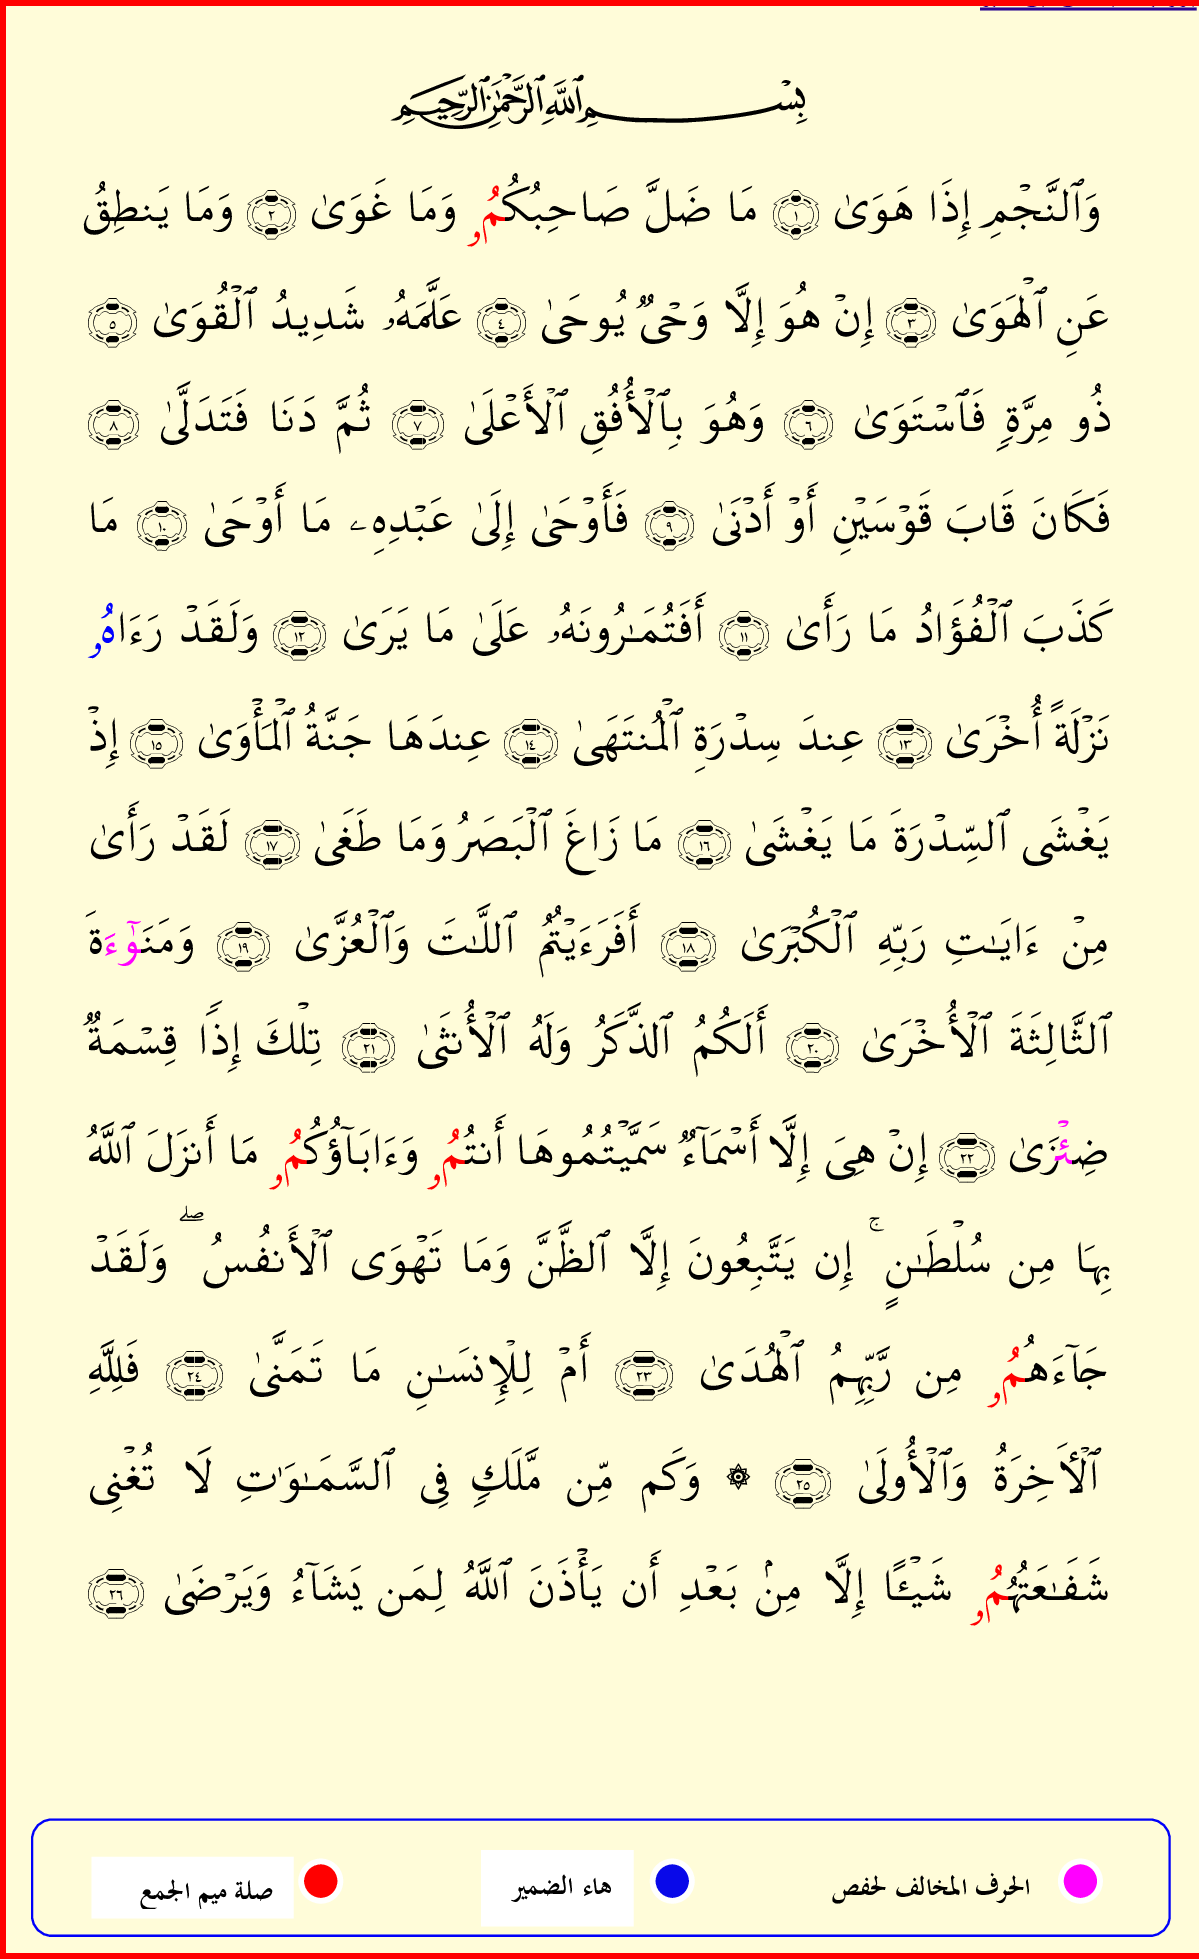 بِسْمِ ٱللَّهِ ٱلرَّحْمَٰنِ ٱلرَّحِيمِ
وَٱلنَّجْمِ إِذَا هَوَىٰ ١ مَا ضَلَّ صَاحِبُكُمُۥ وَمَا غَوَىٰ ٢ وَمَا يَنطِقُ
عَنِ ٱلْهَوَىٰ ٣ إِنْ هُوَ إِلَّا وَحْىٌ يُوحَىٰ ٤ عَلَّمَهُۥ شَدِيدُ ٱلْقُوَىٰ ٥
ذُو مِرَّةٍ فَٱسْتَوَىٰ ٦ وَهُوَ بِٱلْأُفُقِ ٱلْأَعْلَىٰ ٧ ثُمَّ دَنَا فَتَدَلَّىٰ ٨
فَكَانَ قَابَ قَوْسَيْنِ أَوْ أَدْنَىٰ ٩ فَأَوْحَىٰ إِلَىٰ عَبْدِهِۦ مَا أَوْحَىٰ ١٠ مَا
كَذَبَ ٱلْفُؤَادُ مَا رَأَىٰ ١١ أَفَتُمَـٰرُونَهُۥ عَلَىٰ مَا يَرَىٰ ١٢ وَلَقَدْ رَءَاهُۥ
نَزْلَةً أُخْرَىٰ ١٣ عِندَ سِدْرَةِ ٱلْمُنتَهَىٰ ١٤ عِندَهَا جَنَّةُ ٱلْمَأْوَىٰ ١٥ إِذْ
يَغْشَى ٱلسِّدْرَةَ مَا يَغْشَىٰ ١٦ مَا زَاغَ ٱلْبَصَرُ وَمَا طَغَىٰ ١٧ لَقَدْ رَأَىٰ
مِنْ ءَايَـٰتِ رَبِّهِ ٱلْكُبْرَىٰ ١٨ أَفَرَءَيْتُمُ ٱللَّـٰتَ وَٱلْعُزَّىٰ ١٩ وَمَنَوٰٓءَةَ
ٱلثَّالِثَةَ ٱلْأُخْرَىٰ ٢٠ أَلَكُمُ ٱلذَّكَرُ وَلَهُ ٱلْأُنثَىٰ ٢١ تِلْكَ إِذًا قِسْمَةٌ
ضِئْزَىٰ ٢٢ إِنْ هِىَ إِلَّا أَسْمَآءٌ سَمَّيْتُمُوهَا أَنتُمُۥ وَءَابَآؤُكُمُۥ مَا أَنزَلَ ٱللَّهُ
بِهَا مِن سُلْطَـٰنٍ ۚ إِن يَتَّبِعُونَ إِلَّا ٱلظَّنَّ وَمَا تَهْوَى ٱلْأَنفُسُ ۖ وَلَقَدْ
جَآءَهُمُۥ مِن رَّبِّهِمُ ٱلْهُدَىٰ ٢٣ أَمْ لِلْإِنسَـٰنِ مَا تَمَنَّىٰ ٢٤ فَلِلَّهِ
ٱلْأَخِرَةُ وَٱلْأُولَىٰ ٢٥ ۞ وَكَم مِّن مَّلَكٍ فِى ٱلسَّمَـٰوَٰتِ لَا تُغْنِى
شَفَـٰعَتُهُمُۥ شَيْـًٔا إِلَّا مِنۢ بَعْدِ أَن يَأْذَنَ ٱللَّهُ لِمَن يَشَآءُ وَيَرْضَىٰ ٢٦
الحرف المخالف لحفص هاء الضمير صلة ميم الجمع